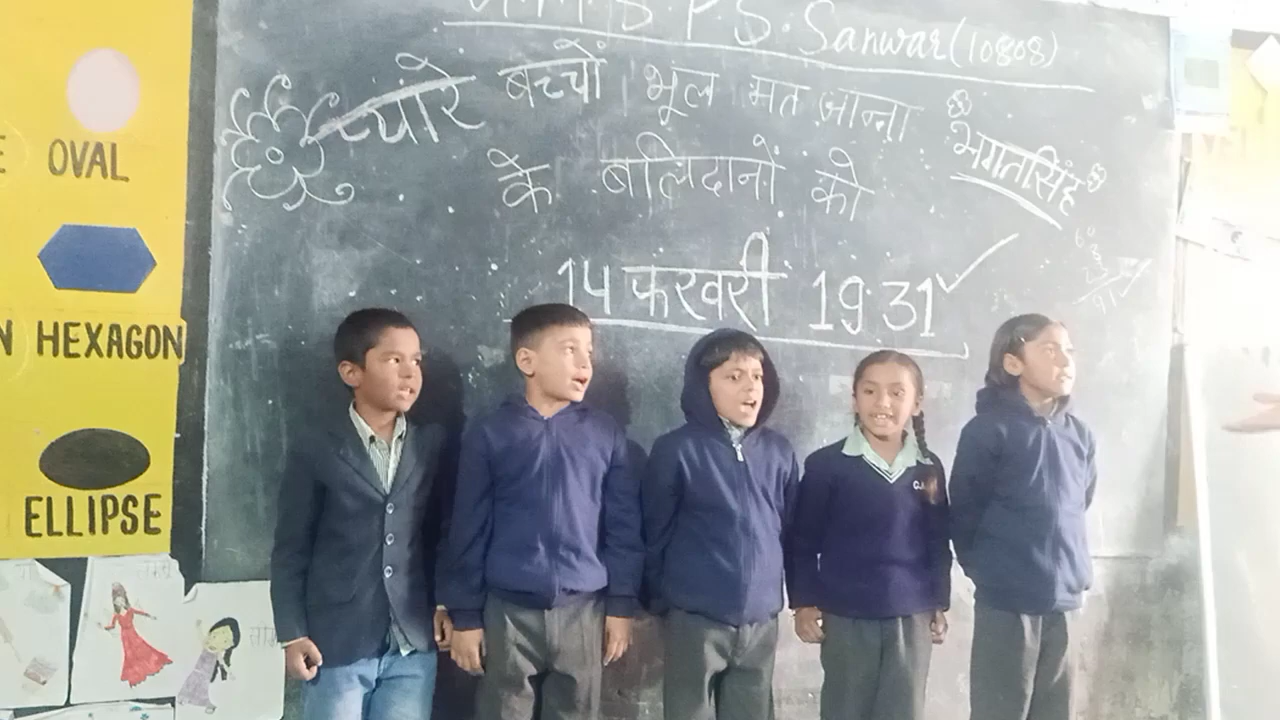 G.P.S. Sanwar (10808)
प्यारे बच्चों भूल मत जाना भगतसिंह
के बलिदानों को
14 फरवरी 1931
OVAL
HEXAGON
ELLIPSE